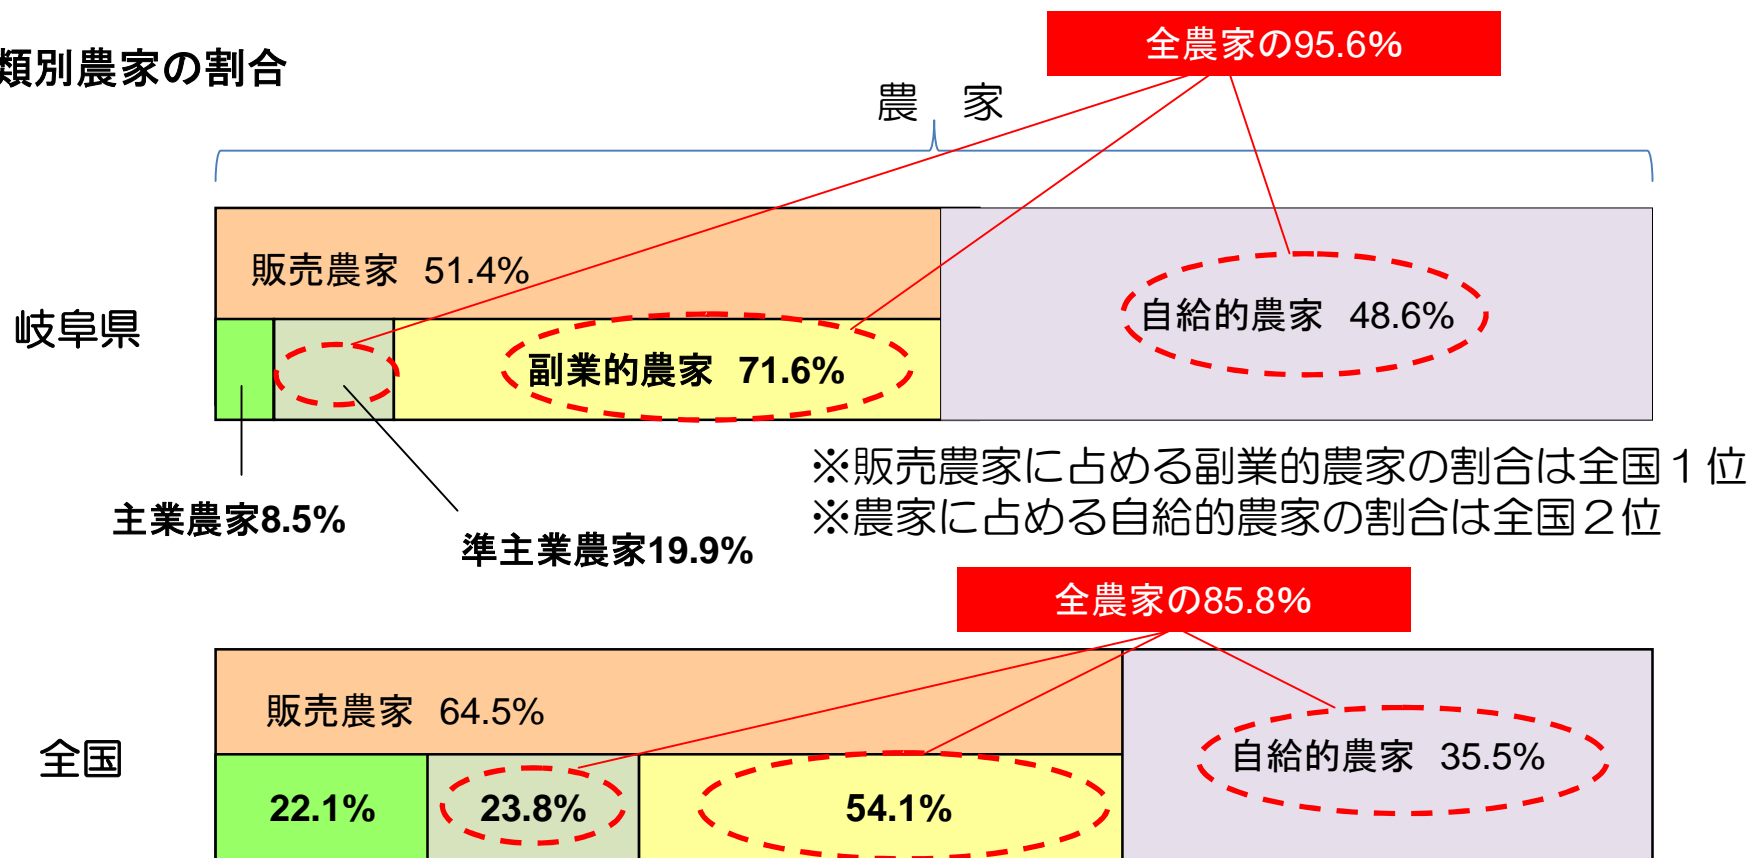 類別農家の割合
全農家の95.6%
農　家
販売農家　51.4%
自給的農家　48.6%
岐阜県
副業的農家　71.6%
主業農家8.5%
準主業農家19.9%
※販売農家に占める副業的農家の割合は全国１位
※農家に占める自給的農家の割合は全国２位
全農家の85.8%
販売農家　64.5%
自給的農家　35.5%
全国
22.1%
23.8%
54.1%